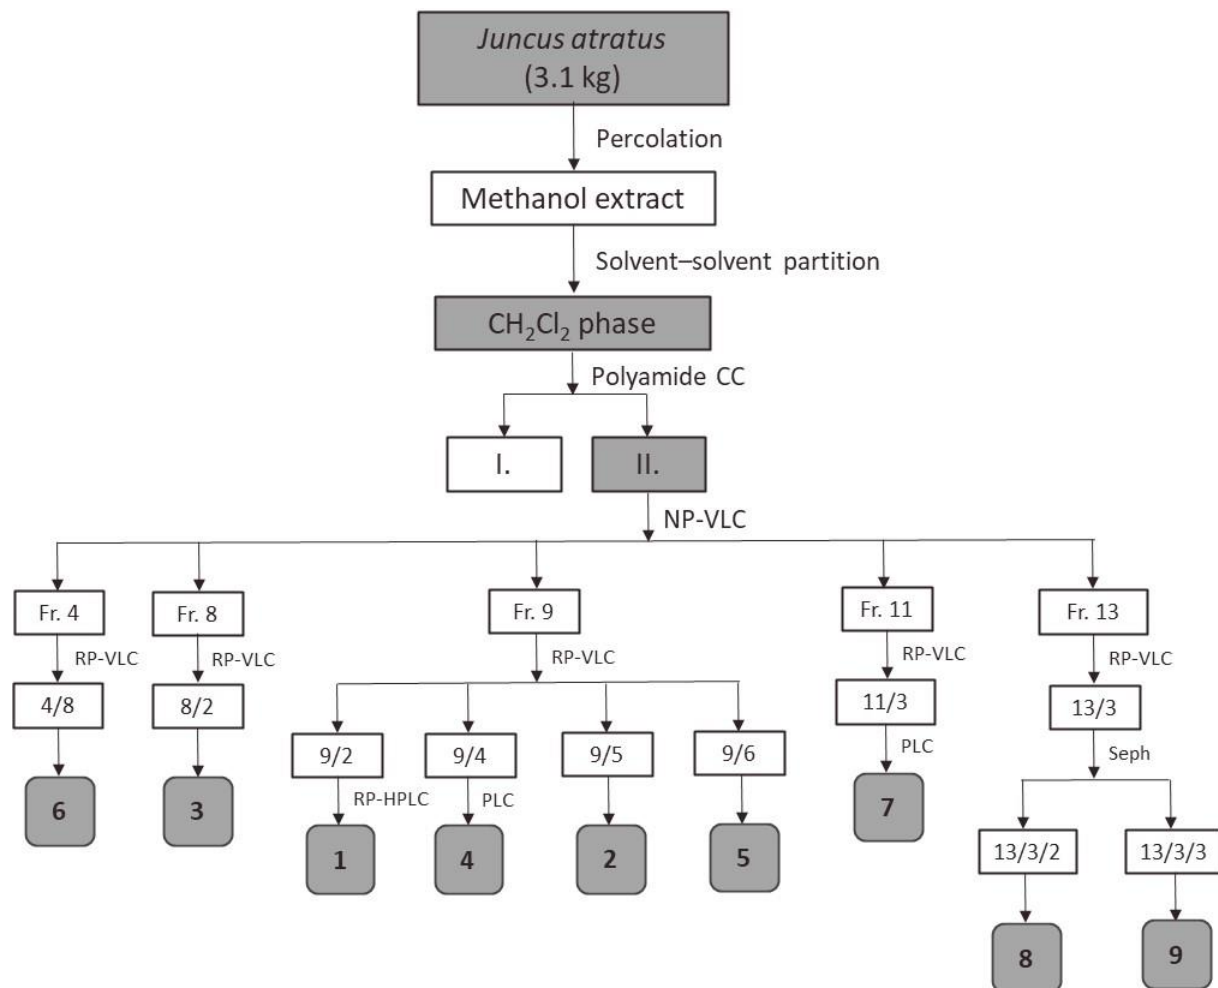 Juncus atratus
(3.1 kg)
Percolation
Methanol extract
Solvent–solvent partition
CH₂Cl₂ phase
Polyamide CC
I.
II.
NP-VLC
Fr. 4
Fr. 8
Fr. 9
Fr. 11
Fr. 13
RP-VLC
RP-VLC
RP-VLC
RP-VLC
RP-VLC
4/8
8/2
11/3
13/3
9/2
9/4
9/5
9/6
PLC
Seph
6
3
RP-HPLC
PLC
7
1
4
2
5
13/3/2
13/3/3
8
9